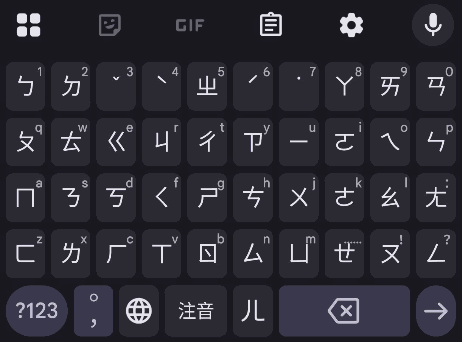 GIF
ㄅ1 ㄉ2 ˇ3 ˋ4 ㄓ5 ˊ6 ˙7 ㄚ8 ㄞ9 ㄢ0
ㄆq ㄊw ㄍe ㄐr ㄔt ㄗy ㄧu ㄛi ㄟo ㄣp
ㄇa ㄋs ㄎd ㄑf ㄕg ㄘh ㄨj ㄜk ㄠl ㄤ:
ㄈz ㄌx ㄏc ㄒv ㄖb ㄙn ㄩm ㄝ…… ㄡ! ㄥ?
?123 °, 注音 ㄦ